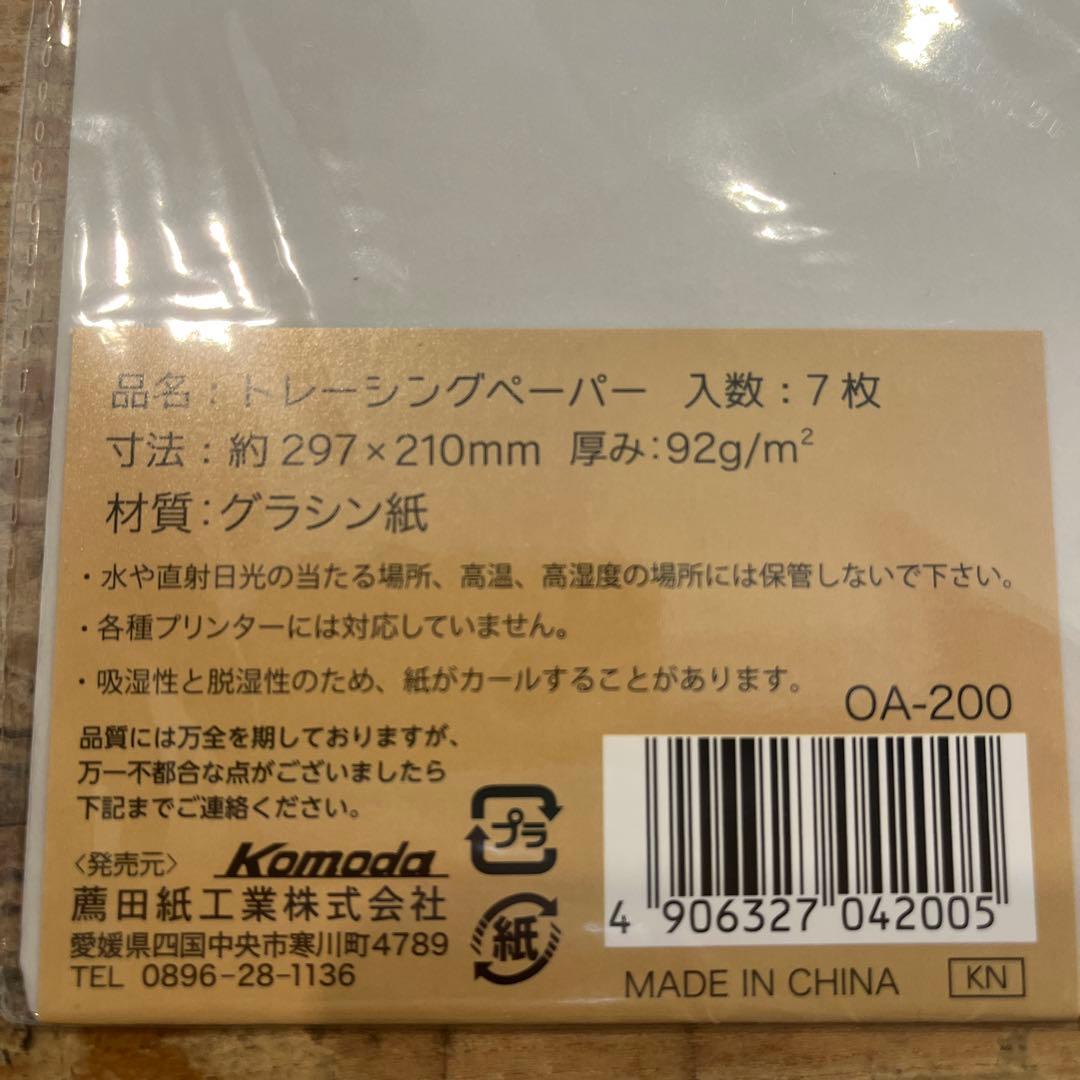 品名：トレーシングペーパー 入数：7枚
寸法：約297×210mm 厚み：92g/m²
材質：グラシン紙
・水や直射日光の当たる場所、高温、高湿度の場所には保管しないで下さい。
・各種プリンターには対応していません。
・吸湿性と脱湿性のため、紙がカールすることがあります。
OA-200
品質には万全を期しておりますが、
万一不都合な点がございましたら
下記までご連絡ください。
プラ
〈発売元〉 Komoda
薦田紙工業株式会社
紙
愛媛県四国中央市寒川町4789
TEL 0896-28-1136
4 906327 042005
MADE IN CHINA KN